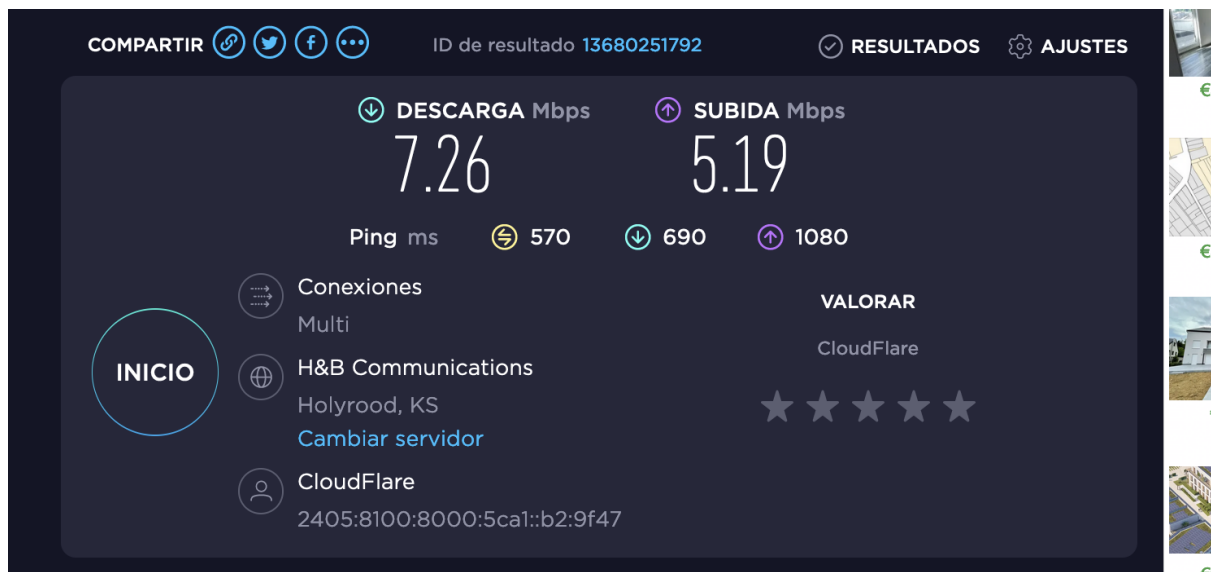 COMPARTIR ID de resultado 13680251792 RESULTADOS AJUSTES
DESCARGA Mbps SUBIDA Mbps
7.26 5.19
Ping ms 570 690 1080
Conexiones
Multi
VALORAR
CloudFlare
INICIO
H&B Communications
Holyrood, KS
Cambiar servidor
CloudFlare
2405:8100:8000:5ca1::b2:9f47
€
€